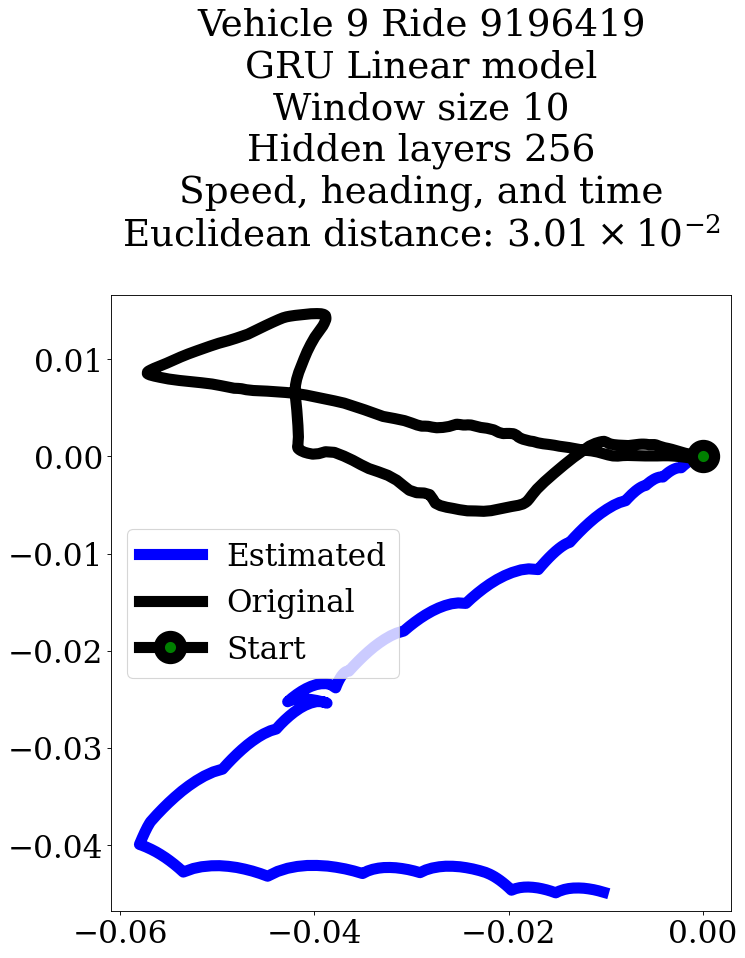 Vehicle 9 Ride 9196419
GRU Linear model
Window size 10
Hidden layers 256
Speed, heading, and time
Euclidean distance: 3.01 × 10⁻²
0.01
0.00
−0.01
−0.02
−0.03
−0.04
Estimated
Original
Start
−0.06
−0.04
−0.02
0.00